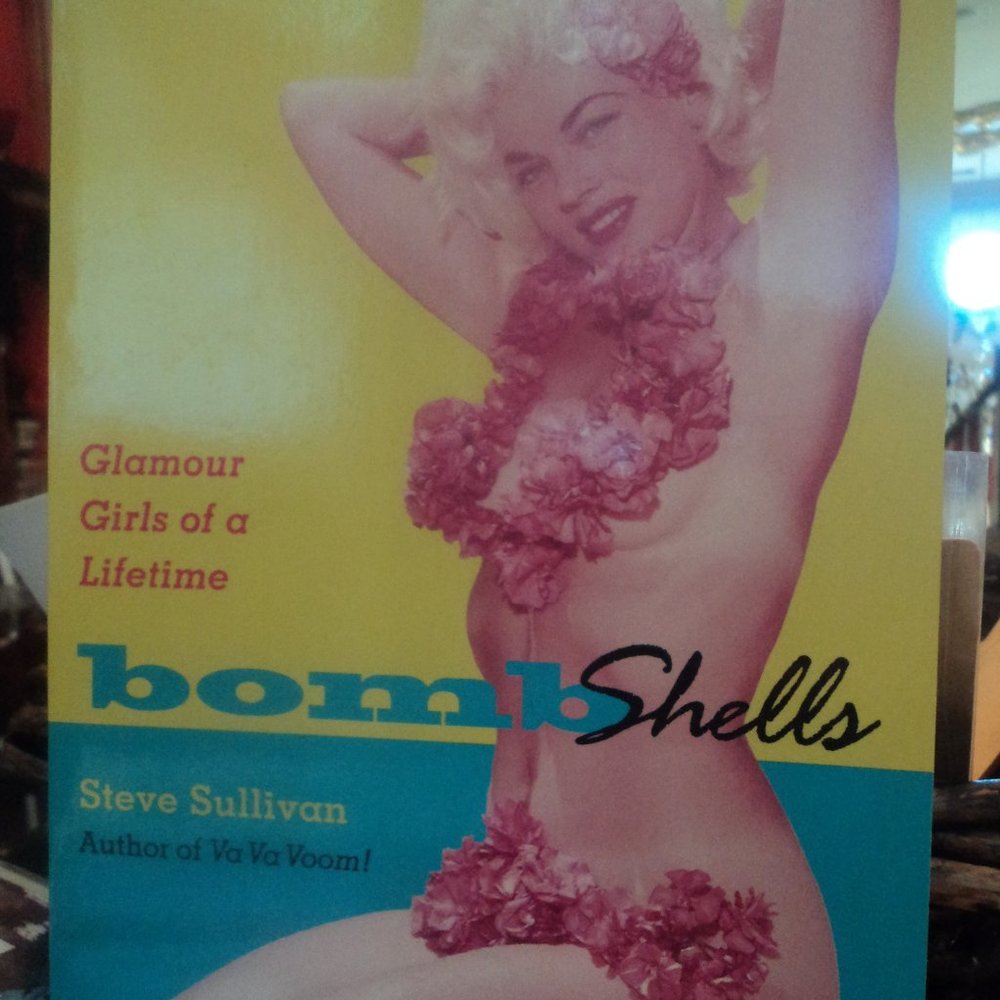 Glamour
Girls of a
Lifetime
bombShells
Steve Sullivan
Author of Va Va Voom!